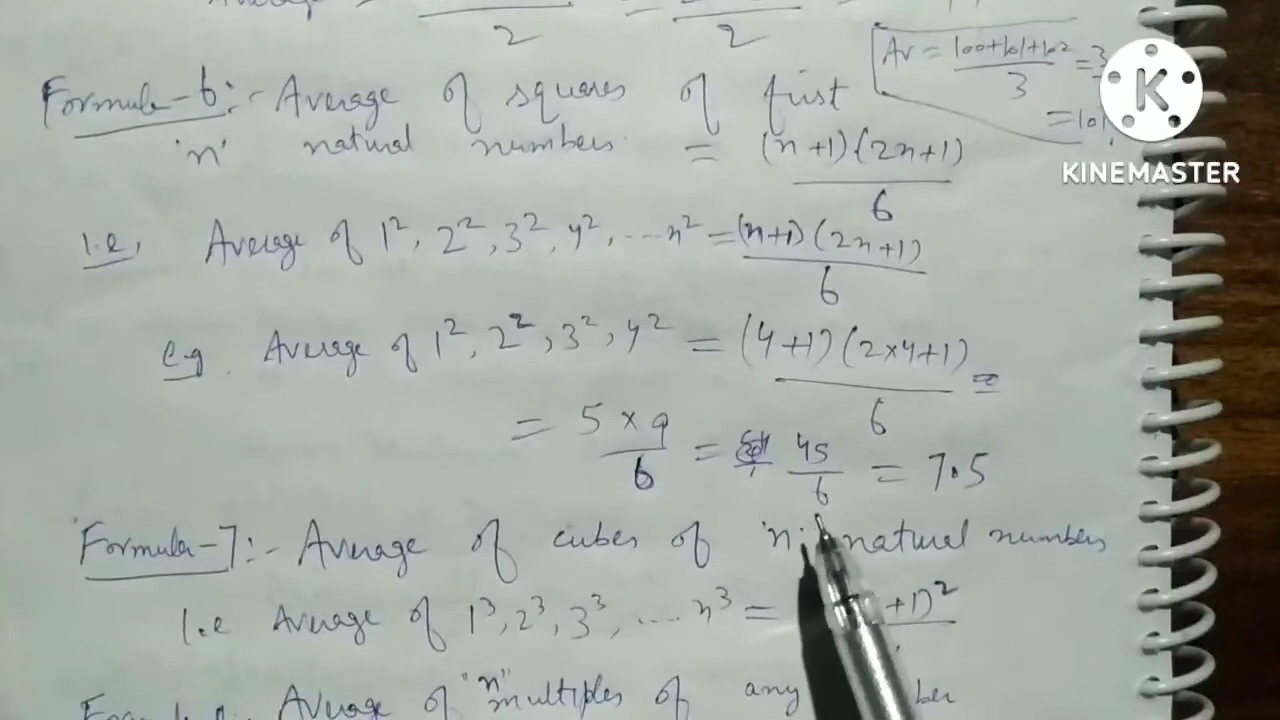 Average
2 2
Av = 100+101+102
3
= 101
Formula-6:- Average of squares of first
'n' natural numbers = (n+1)(2n+1)
6
i.e, Average of 1², 2², 3², 4², ...n² = (n+1)(2n+1)
6
e.g. Average of 1², 2², 3², 4² = (4+1)(2×4+1) =
6
= 5×9 = 45 = 7.5
6 6
Formula-7:- Average of cubes of 'n' natural numbers
I.e Average of 1³, 2³, 3³, .... n³ = +1)²
Average of "n" multiples of any
K
KINEMASTER